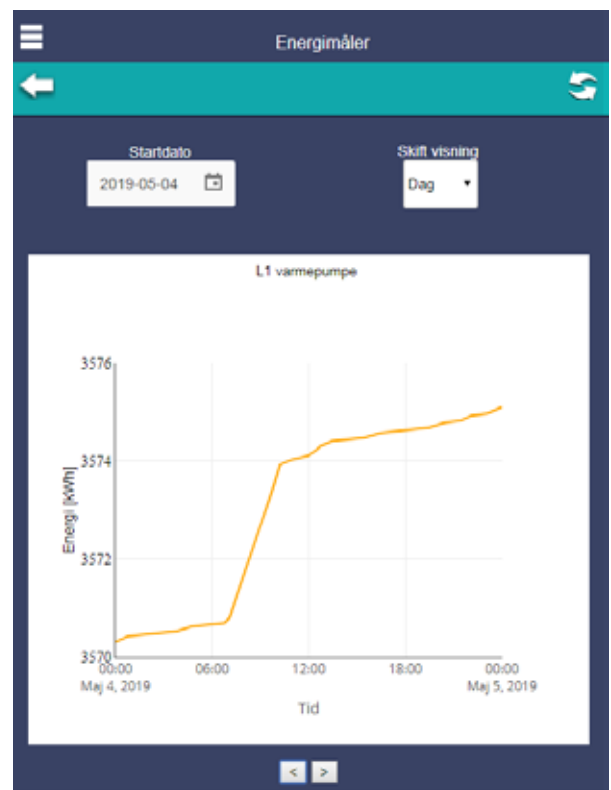 Energimåler
Startdato
Skift visning
2019-05-04
Dag
L1 varmepumpe
3576
3574
3572
3570
Energi [kWh]
00:00
06:00
12:00
18:00
00:00
Maj 4, 2019
Maj 5, 2019
Tid
<
>